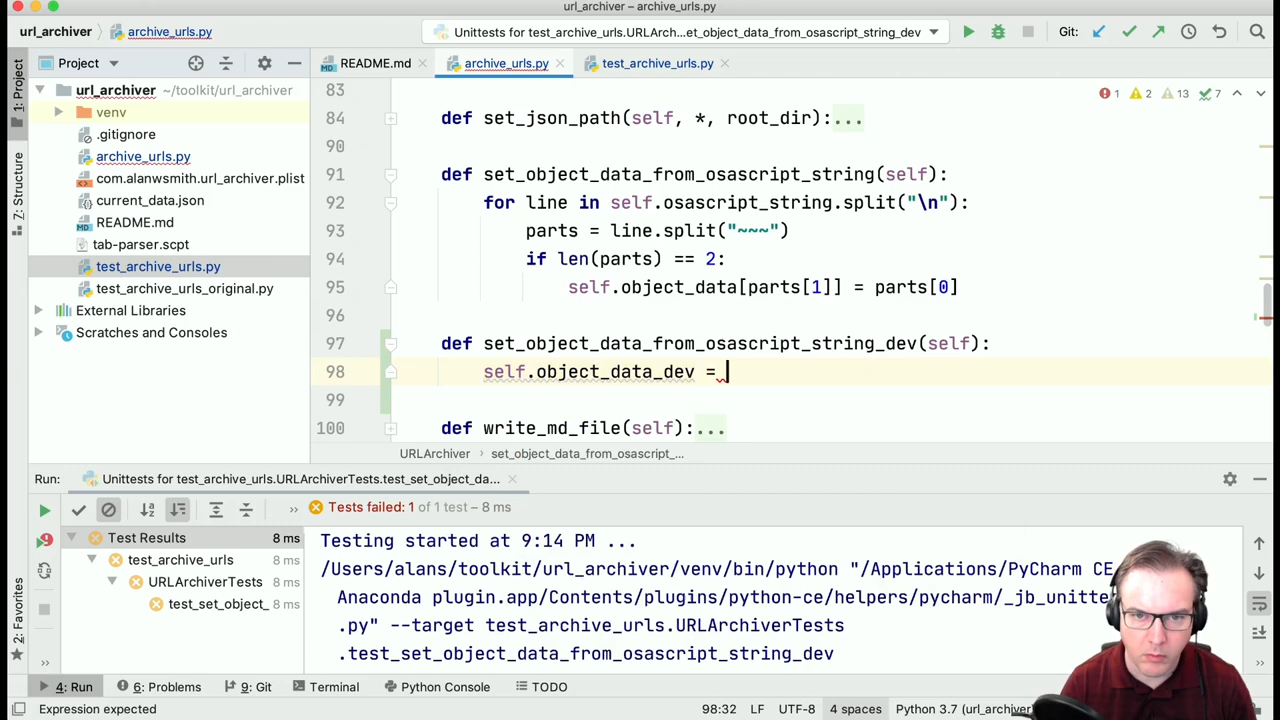 url_archiver – archive_urls.py
url_archiver
archive_urls.py
Unittests for test_archive_urls.URLArch...et_object_data_from_osascript_string_dev
Git:
1: Project
7: Structure
2: Favorites
Project
url_archiver ~/toolkit/url_archiver
venv
.gitignore
archive_urls.py
com.alanwsmith.url_archiver.plist
current_data.json
README.md
tab-parser.scpt
test_archive_urls.py
test_archive_urls_original.py
External Libraries
Scratches and Consoles
README.md
archive_urls.py
test_archive_urls.py
1 2 13 7
83
84 def set_json_path(self, *, root_dir):...
90
91 def set_object_data_from_osascript_string(self):
92 for line in self.osascript_string.split("\n"):
93 parts = line.split("~~~")
94 if len(parts) == 2:
95 self.object_data[parts[1]] = parts[0]
96
97 def set_object_data_from_osascript_string_dev(self):
98 self.object_data_dev =
99
100 def write_md_file(self):...
URLArchiver
set_object_data_from_osascript_...
Run:
Unittests for test_archive_urls.URLArchiverTests.test_set_object_da...
Tests failed: 1 of 1 test – 8 ms
Test Results 8 ms
test_archive_urls 8 ms
URLArchiverTests 8 ms
test_set_object_ 8 ms
Testing started at 9:14 PM ...
/Users/alans/toolkit/url_archiver/venv/bin/python "/Applications/PyCharm CE
Anaconda plugin.app/Contents/plugins/python-ce/helpers/pycharm/_jb_unitte
.py" --target test_archive_urls.URLArchiverTests
.test_set_object_data_from_osascript_string_dev
4: Run
6: Problems
9: Git
Terminal
Python Console
TODO
Expression expected
98:32
LF
UTF-8
4 spaces
Python 3.7 (url_archiver)